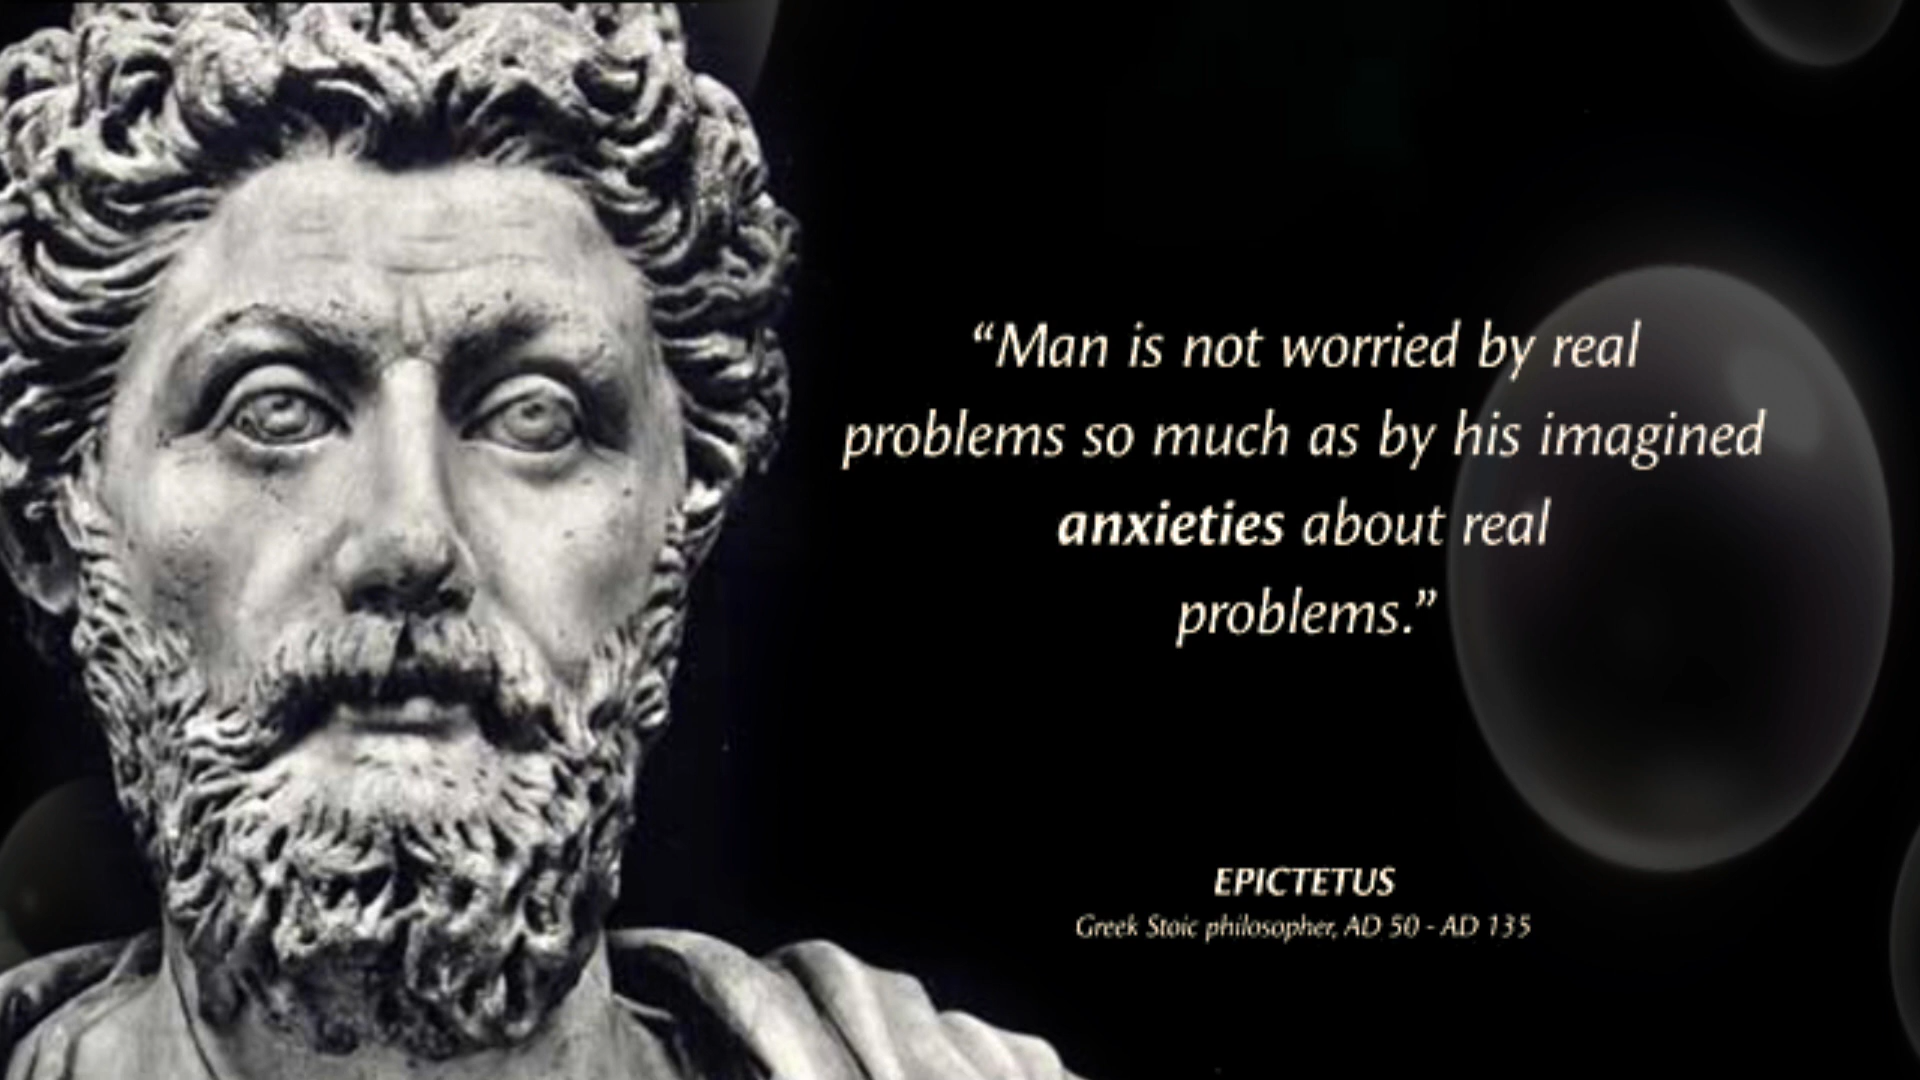 “Man is not worried by real
problems so much as by his imagined
anxieties about real
problems.”
EPICTETUS
Greek Stoic philosopher, AD 50 - AD 135